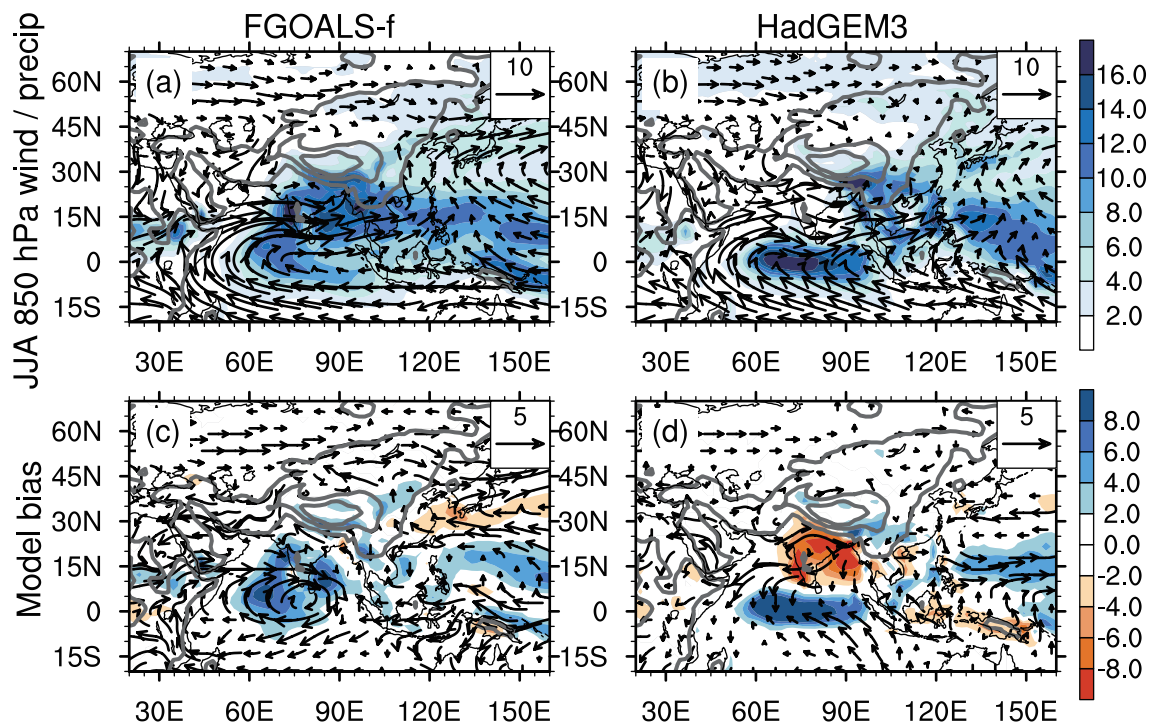 FGOALS-f HadGEM3
JJA 850 hPa wind / precip
(a) 10 (b) 10
60N 60N 16.0
14.0
45N 45N 12.0
30N 30N 10.0
15N 15N 8.0
6.0
0 0 4.0
15S 15S 2.0
30E 60E 90E 120E 150E 30E 60E 90E 120E 150E
Model bias
(c) 5 (d) 5
60N 60N 8.0
6.0
45N 45N 4.0
30N 30N 2.0
0.0
15N 15N -2.0
0 0 -4.0
-6.0
15S 15S -8.0
30E 60E 90E 120E 150E 30E 60E 90E 120E 150E